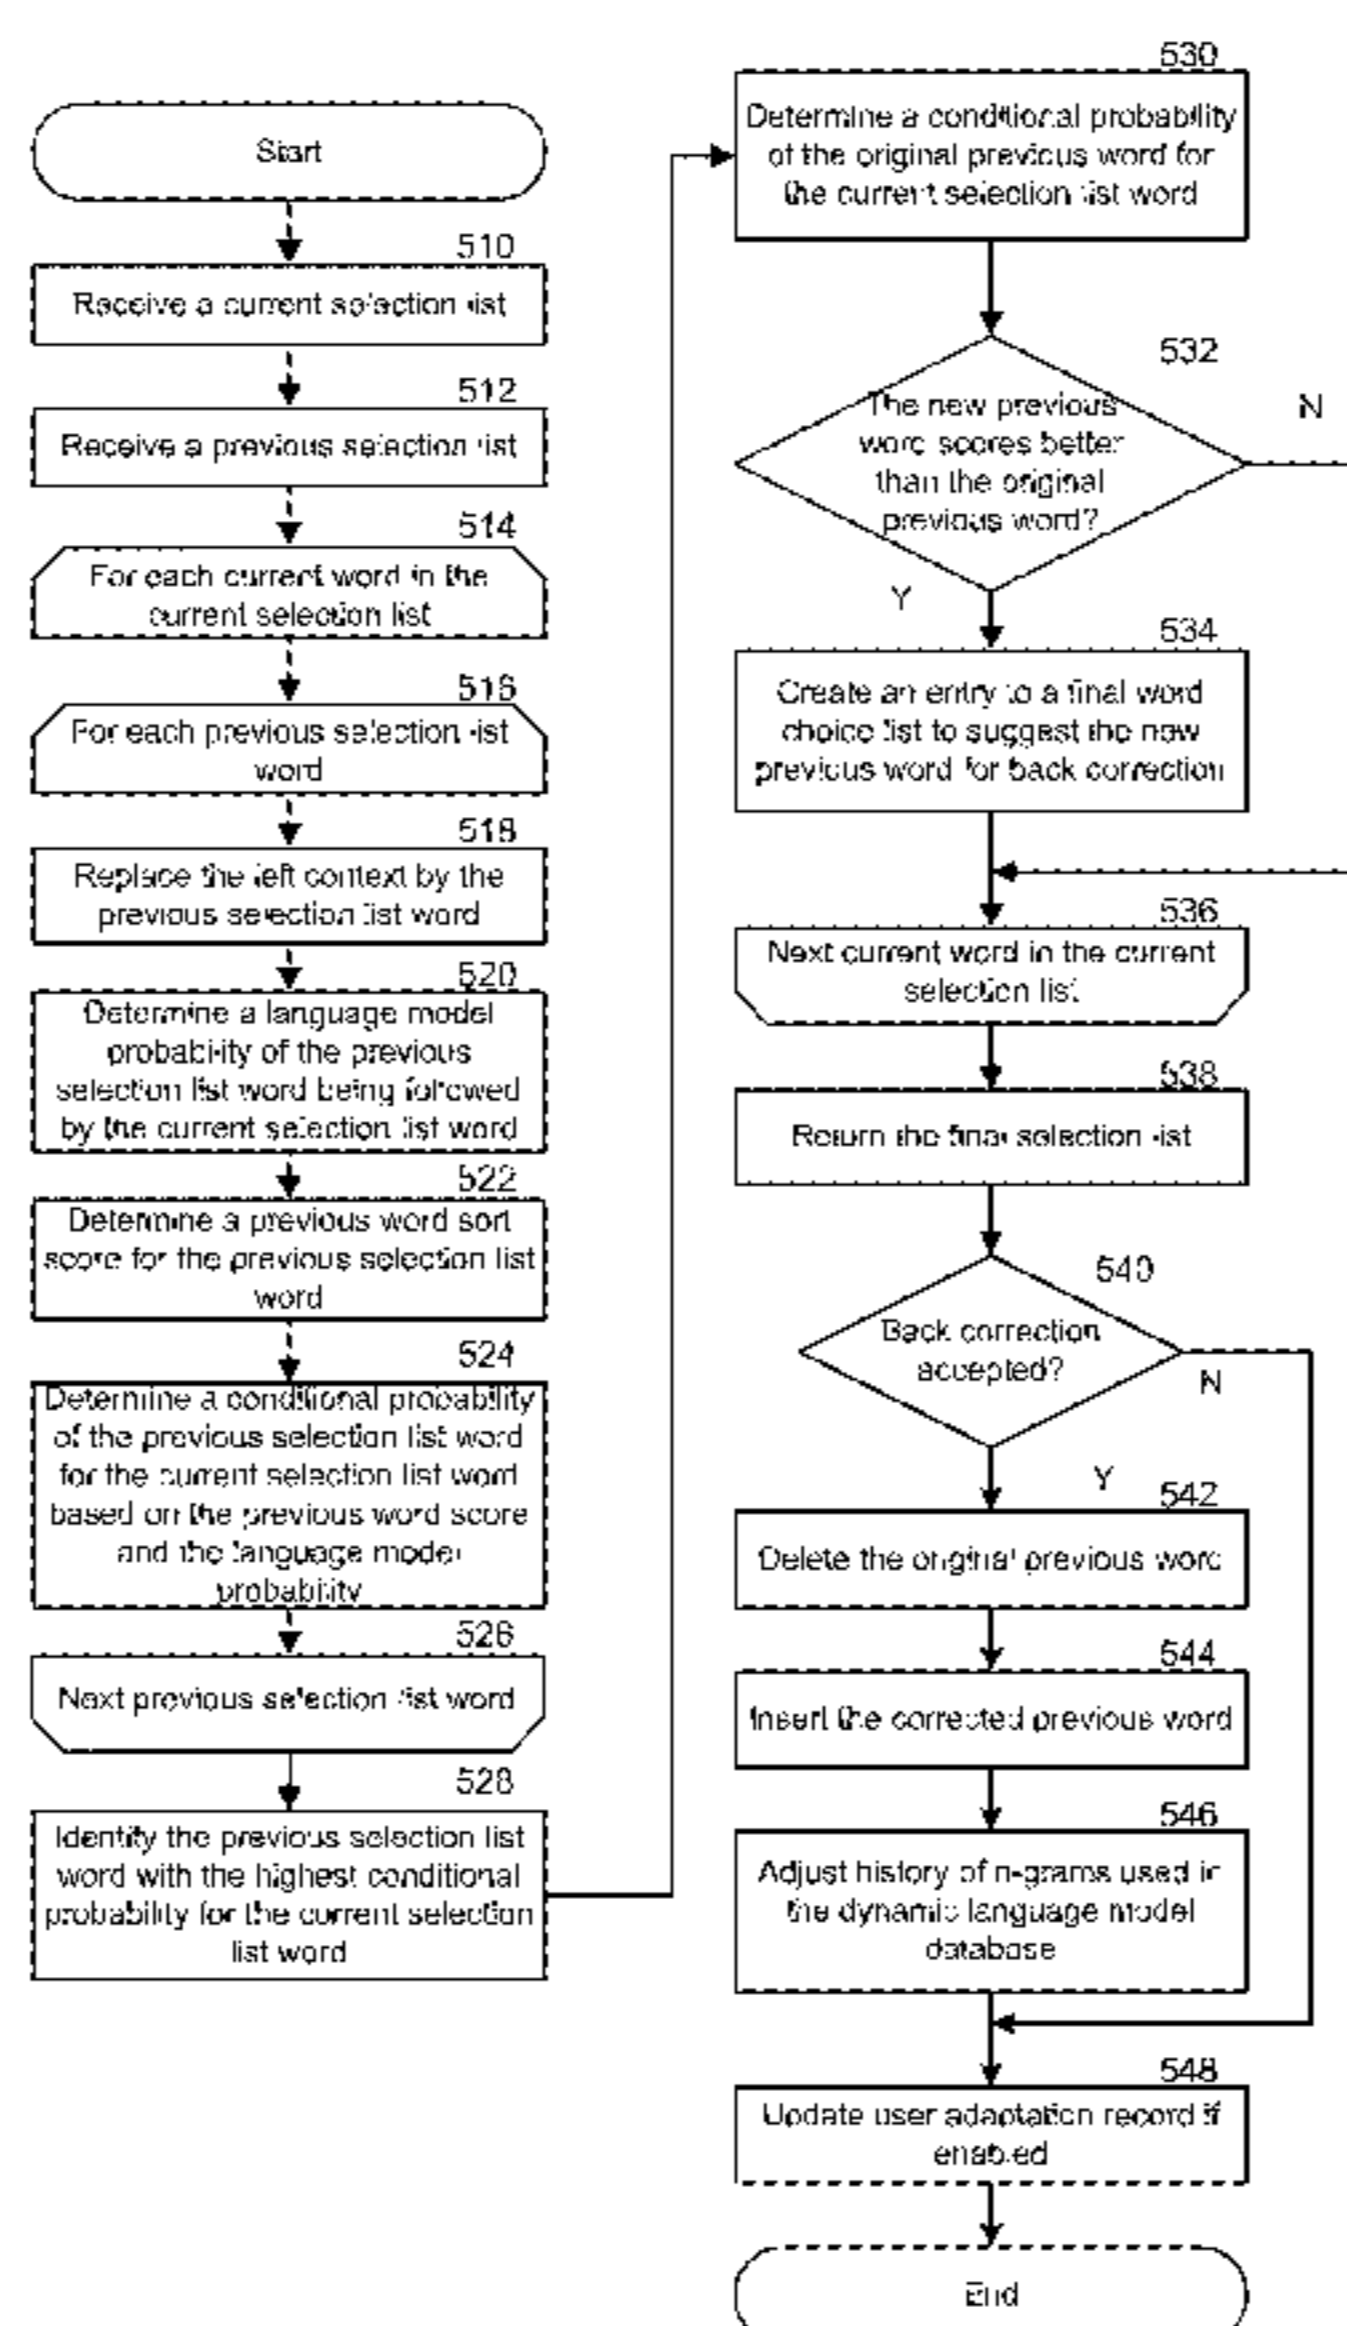 Start
510
Receive a current selection list
512
Receive a previous selection list
514
For each current word in the
current selection list
516
For each previous selection list
word
518
Replace the left context by the
previous selection list word
520
Determine a language model
probability of the previous
selection list word being followed
by the current selection list word
522
Determine a previous word sort
score for the previous selection list
word
524
Determine a conditional probability
of the previous selection list word
for the current selection list word
based on the previous word score
and the language model
probability
526
Next previous selection list word
528
Identify the previous selection list
word with the highest conditional
probability for the current selection
list word
530
Determine a conditional probability
of the original previous word for
the current selection list word
532
The new previous
word scores better
than the original
previous word?
N
Y
534
Create an entry to a final word
choice list to suggest the new
previous word for back correction
536
Next current word in the current
selection list
538
Return the final selection list
540
Back correction
accepted?
N
Y
542
Delete the original previous word
544
Insert the corrected previous word
546
Adjust history of n-grams used in
the dynamic language model
database
548
Update user adaptation record if
enabled
End